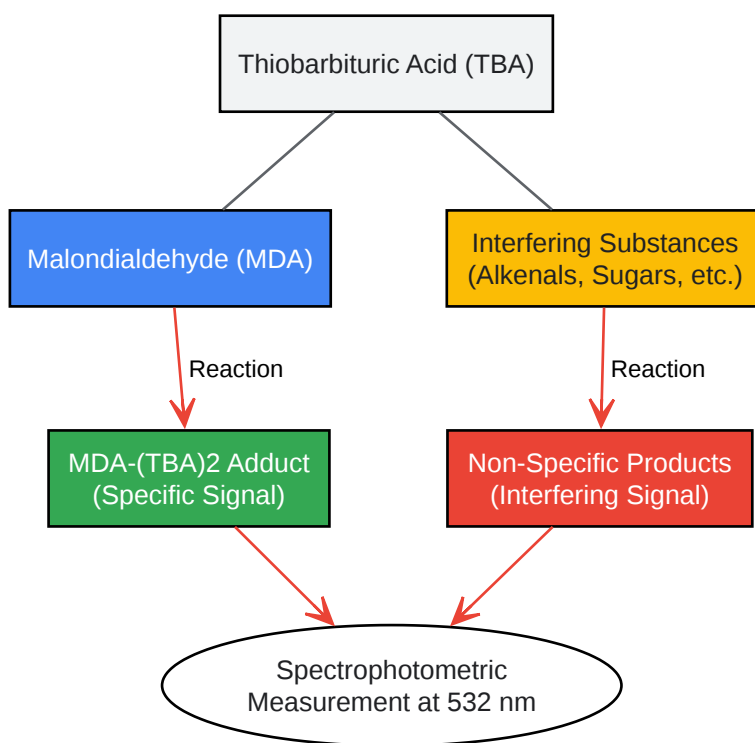 Thiobarbituric Acid (TBA)
Malondialdehyde (MDA)
Interfering Substances
(Alkenals, Sugars, etc.)
Reaction
Reaction
MDA-(TBA)2 Adduct
(Specific Signal)
Non-Specific Products
(Interfering Signal)
Spectrophotometric
Measurement at 532 nm